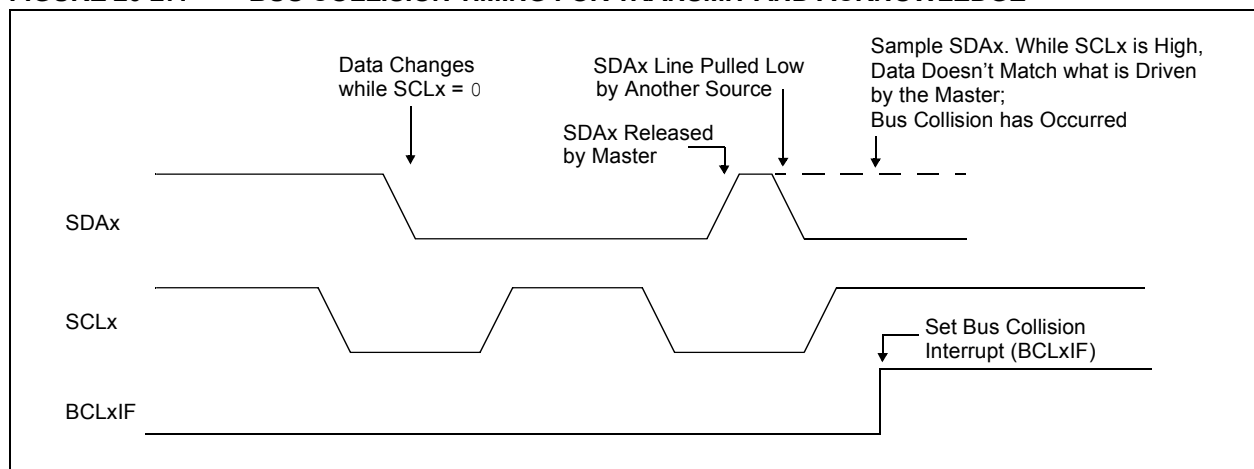 Data Changes
while SCLx = 0
SDAx Line Pulled Low
by Another Source
Sample SDAx. While SCLx is High,
Data Doesn't Match what is Driven
by the Master;
Bus Collision has Occurred
SDAx Released
by Master
SDAx
SCLx
Set Bus Collision
Interrupt (BCLxIF)
BCLxIF